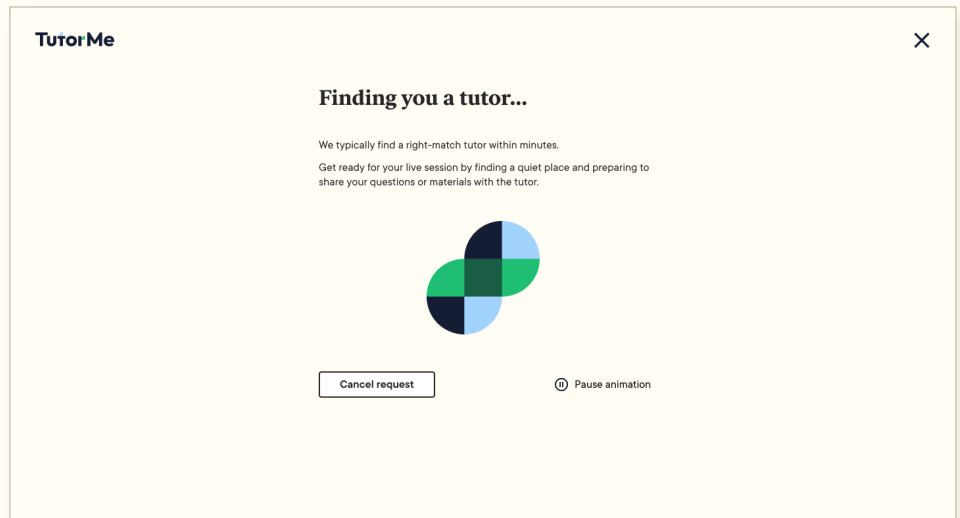 TutorMe
Finding you a tutor...
We typically find a right-match tutor within minutes.
Get ready for your live session by finding a quiet place and preparing to
share your questions or materials with the tutor.
Cancel request
Pause animation